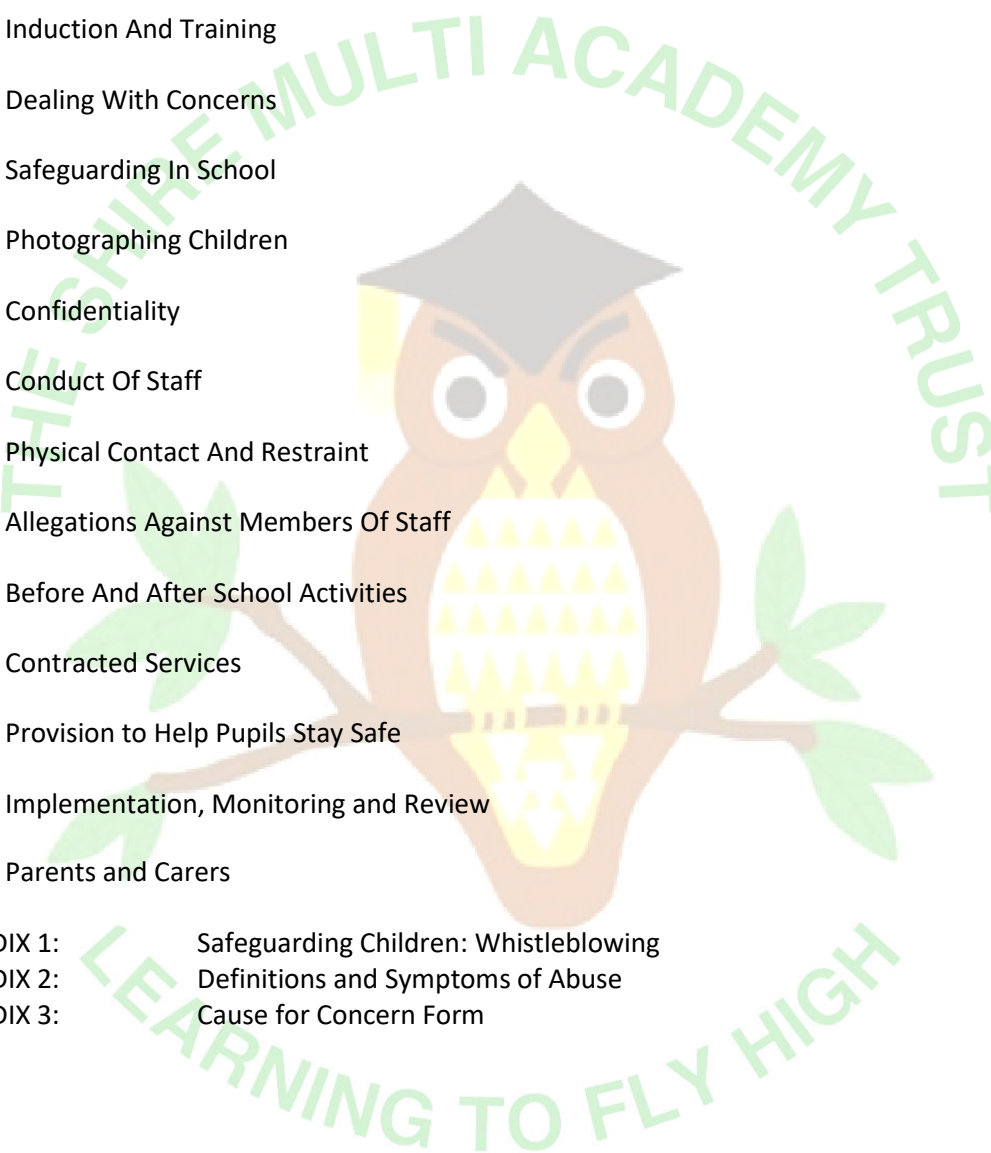 Induction And Training
Dealing With Concerns
Safeguarding In School
Photographing Children
Confidentiality
Conduct Of Staff
Physical Contact And Restraint
Allegations Against Members Of Staff
Before And After School Activities
Contracted Services
Provision to Help Pupils Stay Safe
Implementation, Monitoring and Review
Parents and Carers
DIX 1: Safeguarding Children: Whistleblowing
DIX 2: Definitions and Symptoms of Abuse
DIX 3: Cause for Concern Form
THE SHIRE MULTI ACADEMY TRUST
LEARNING TO FLY HIGH